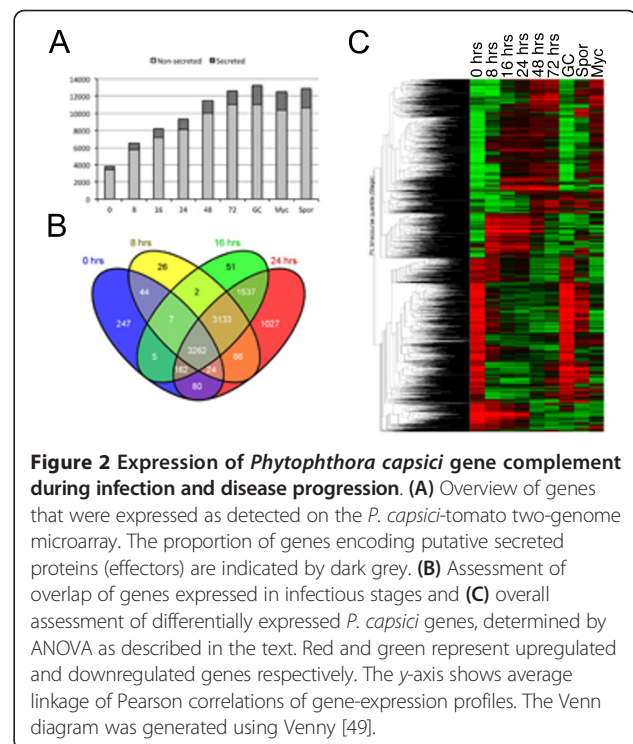 A
Non-secreted Secreted
14000
12000
10000
8000
6000
4000
2000
0
0 8 16 24 48 72 GC Myc Spor
B
0 hrs
8 hrs
16 hrs
24 hrs
26
51
44
2
1537
247
7
3133
1027
3262
5
66
162
24
80
C
0 hrs
8 hrs
16 hrs
24 hrs
48 hrs
72 hrs
GC
Spor
Myc
Figure 2 Expression of Phytophthora capsici gene complement
during infection and disease progression. (A) Overview of genes
that were expressed as detected on the P. capsici-tomato two-genome
microarray. The proportion of genes encoding putative secreted
proteins (effectors) are indicated by dark grey. (B) Assessment of
overlap of genes expressed in infectious stages and (C) overall
assessment of differentially expressed P. capsici genes, determined by
ANOVA as described in the text. Red and green represent upregulated
and downregulated genes respectively. The y-axis shows average
linkage of Pearson correlations of gene-expression profiles. The Venn
diagram was generated using Venny [49].